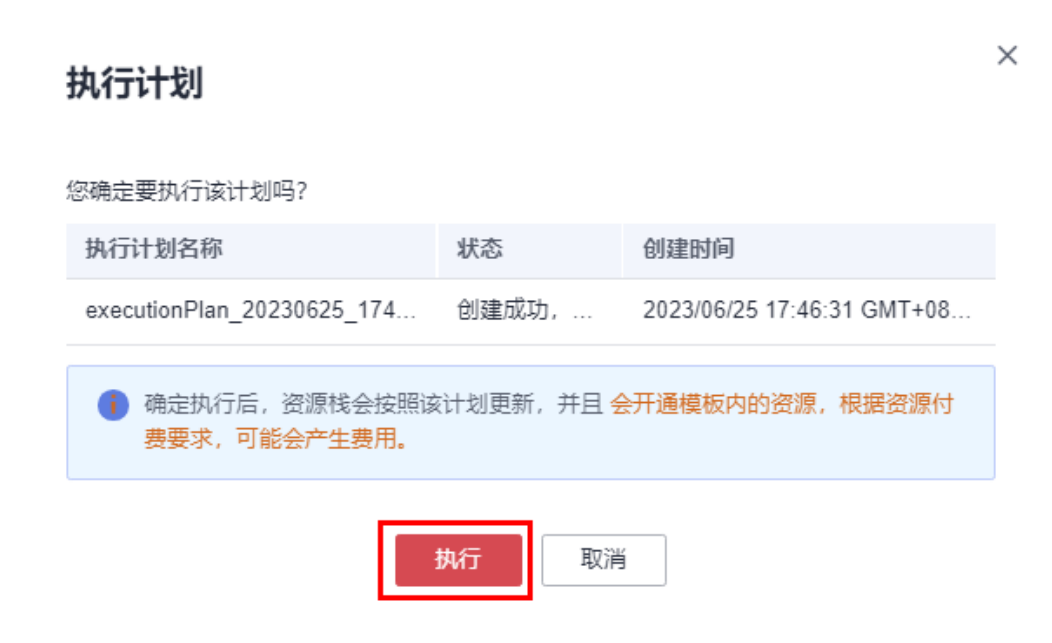 执行计划
您确定要执行该计划吗?
执行计划名称 状态 创建时间
executionPlan_20230625_174... 创建成功，... 2023/06/25 17:46:31 GMT+08...
确定执行后，资源栈会按照该计划更新，并且 会开通模板内的资源，根据资源付
费要求，可能会产生费用。
执行 取消